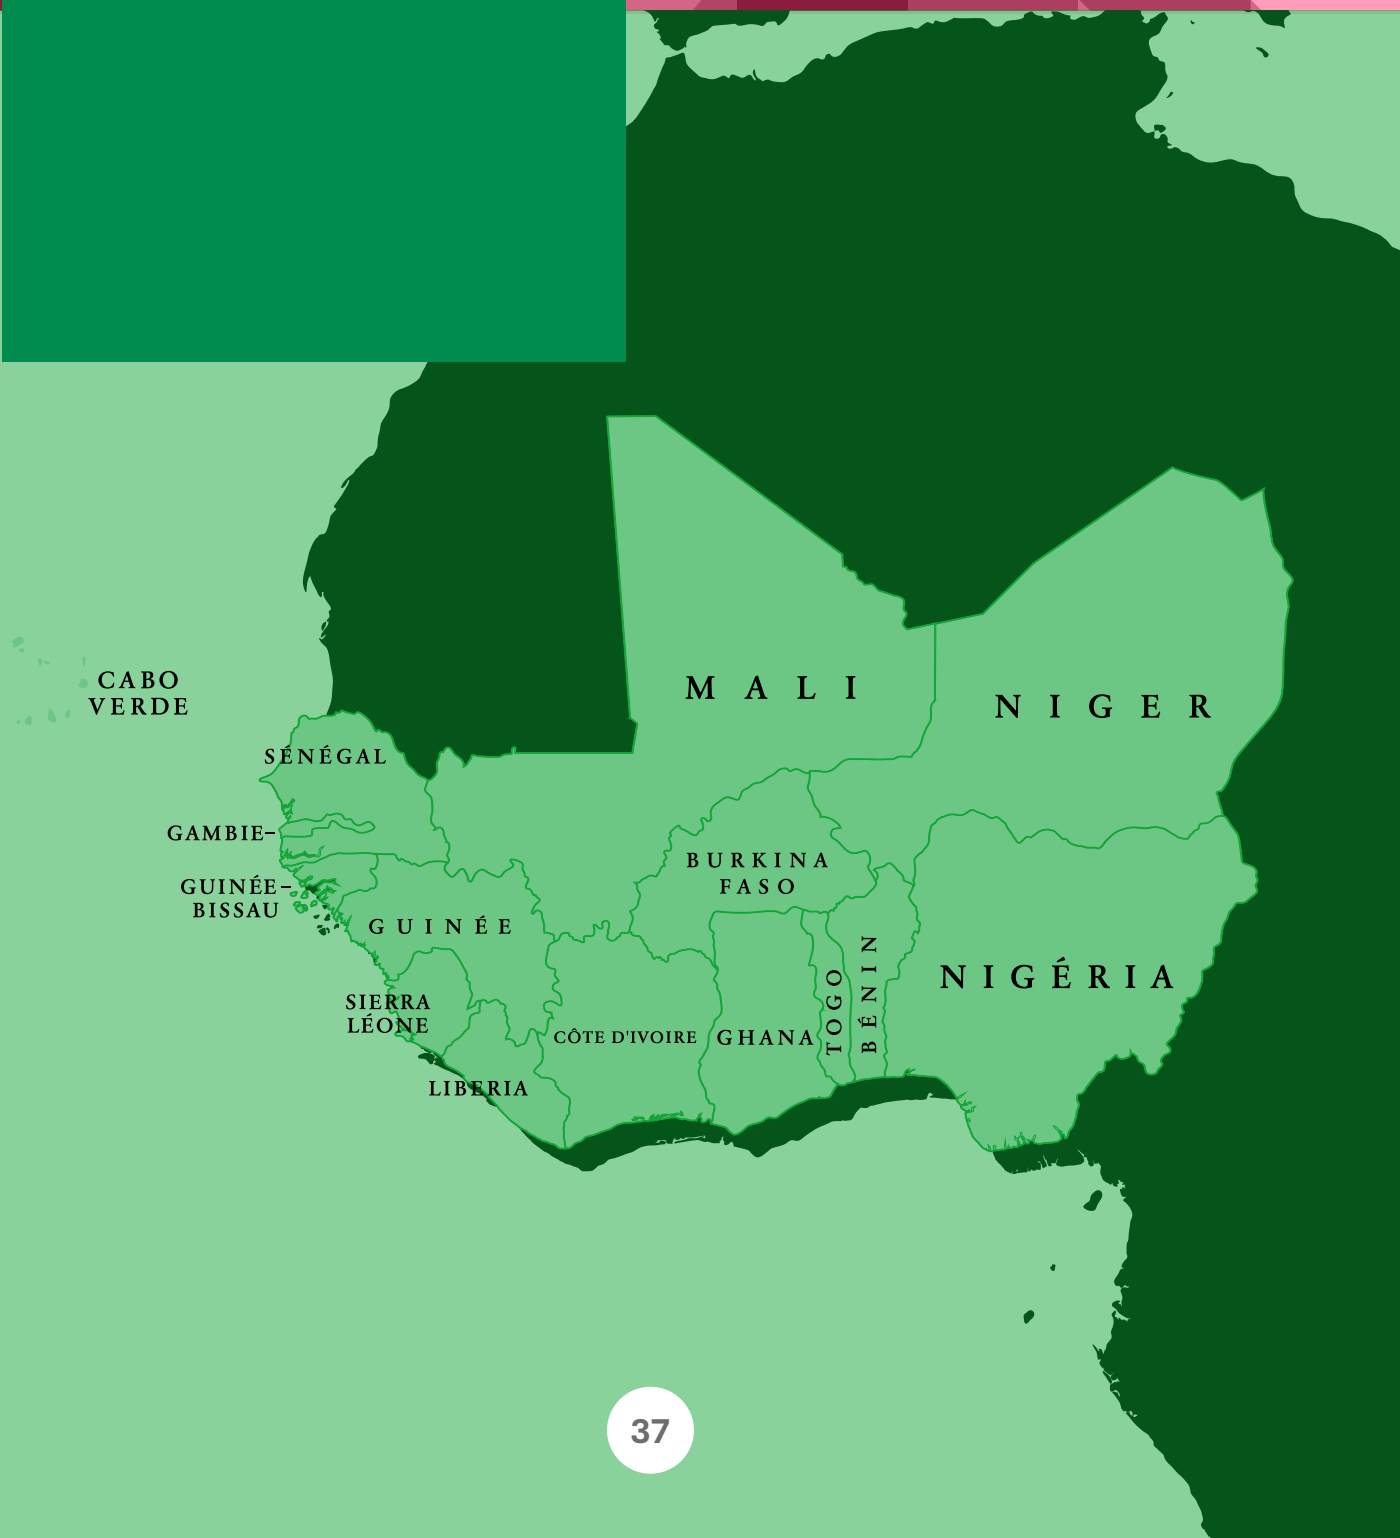 MALI
NIGER
CABO
VERDE
SÉNÉGAL
GAMBIE
BURKINA
FASO
GUINÉE-
BISSAU
GUINÉE
NIGÉRIA
TOGO
BÉNIN
SIERRA
LÉONE
CÔTE D'IVOIRE
GHANA
LIBERIA
37